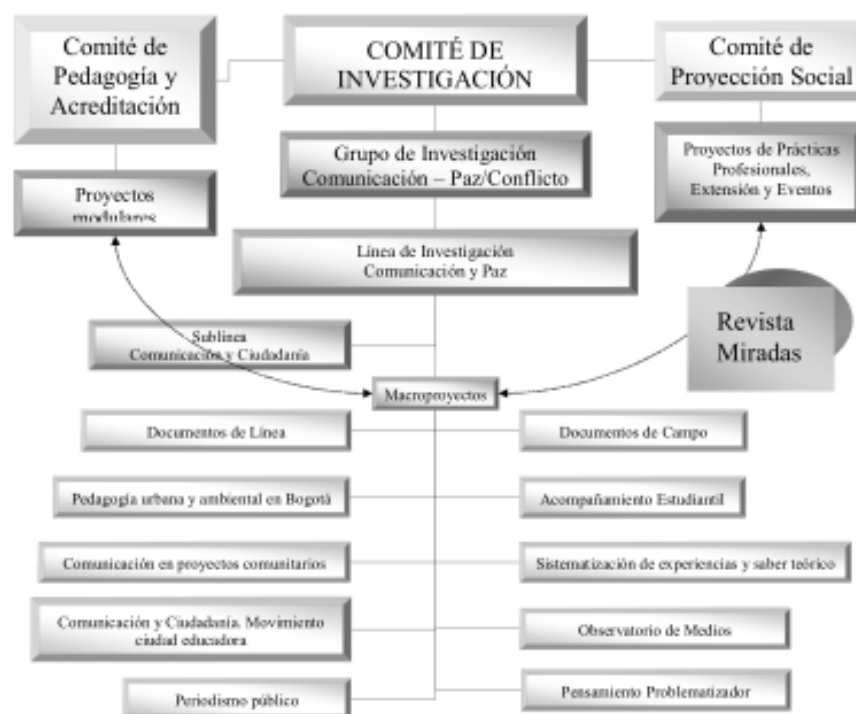 Comité de
Pedagogía y
Acreditación
COMITÉ DE
INVESTIGACIÓN
Comité de
Proyección Social
Grupo de Investigación
Comunicación – Paz/Conflicto
Proyectos de Prácticas
Profesionales,
Extensión y Eventos
Proyectos
modulares
Línea de Investigación
Comunicación y Paz
Revista
Miradas
Sublínea
Comunicación y Ciudadanía
Macroproyectos
Documentos de Línea
Documentos de Campo
Pedagogía urbana y ambiental en Bogotá
Acompañamiento Estudiantil
Comunicación en proyectos comunitarios
Sistematización de experiencias y saber teórico
Comunicación y Ciudadanía. Movimiento
ciudad educadora
Observatorio de Medios
Periodismo público
Pensamiento Problematizador